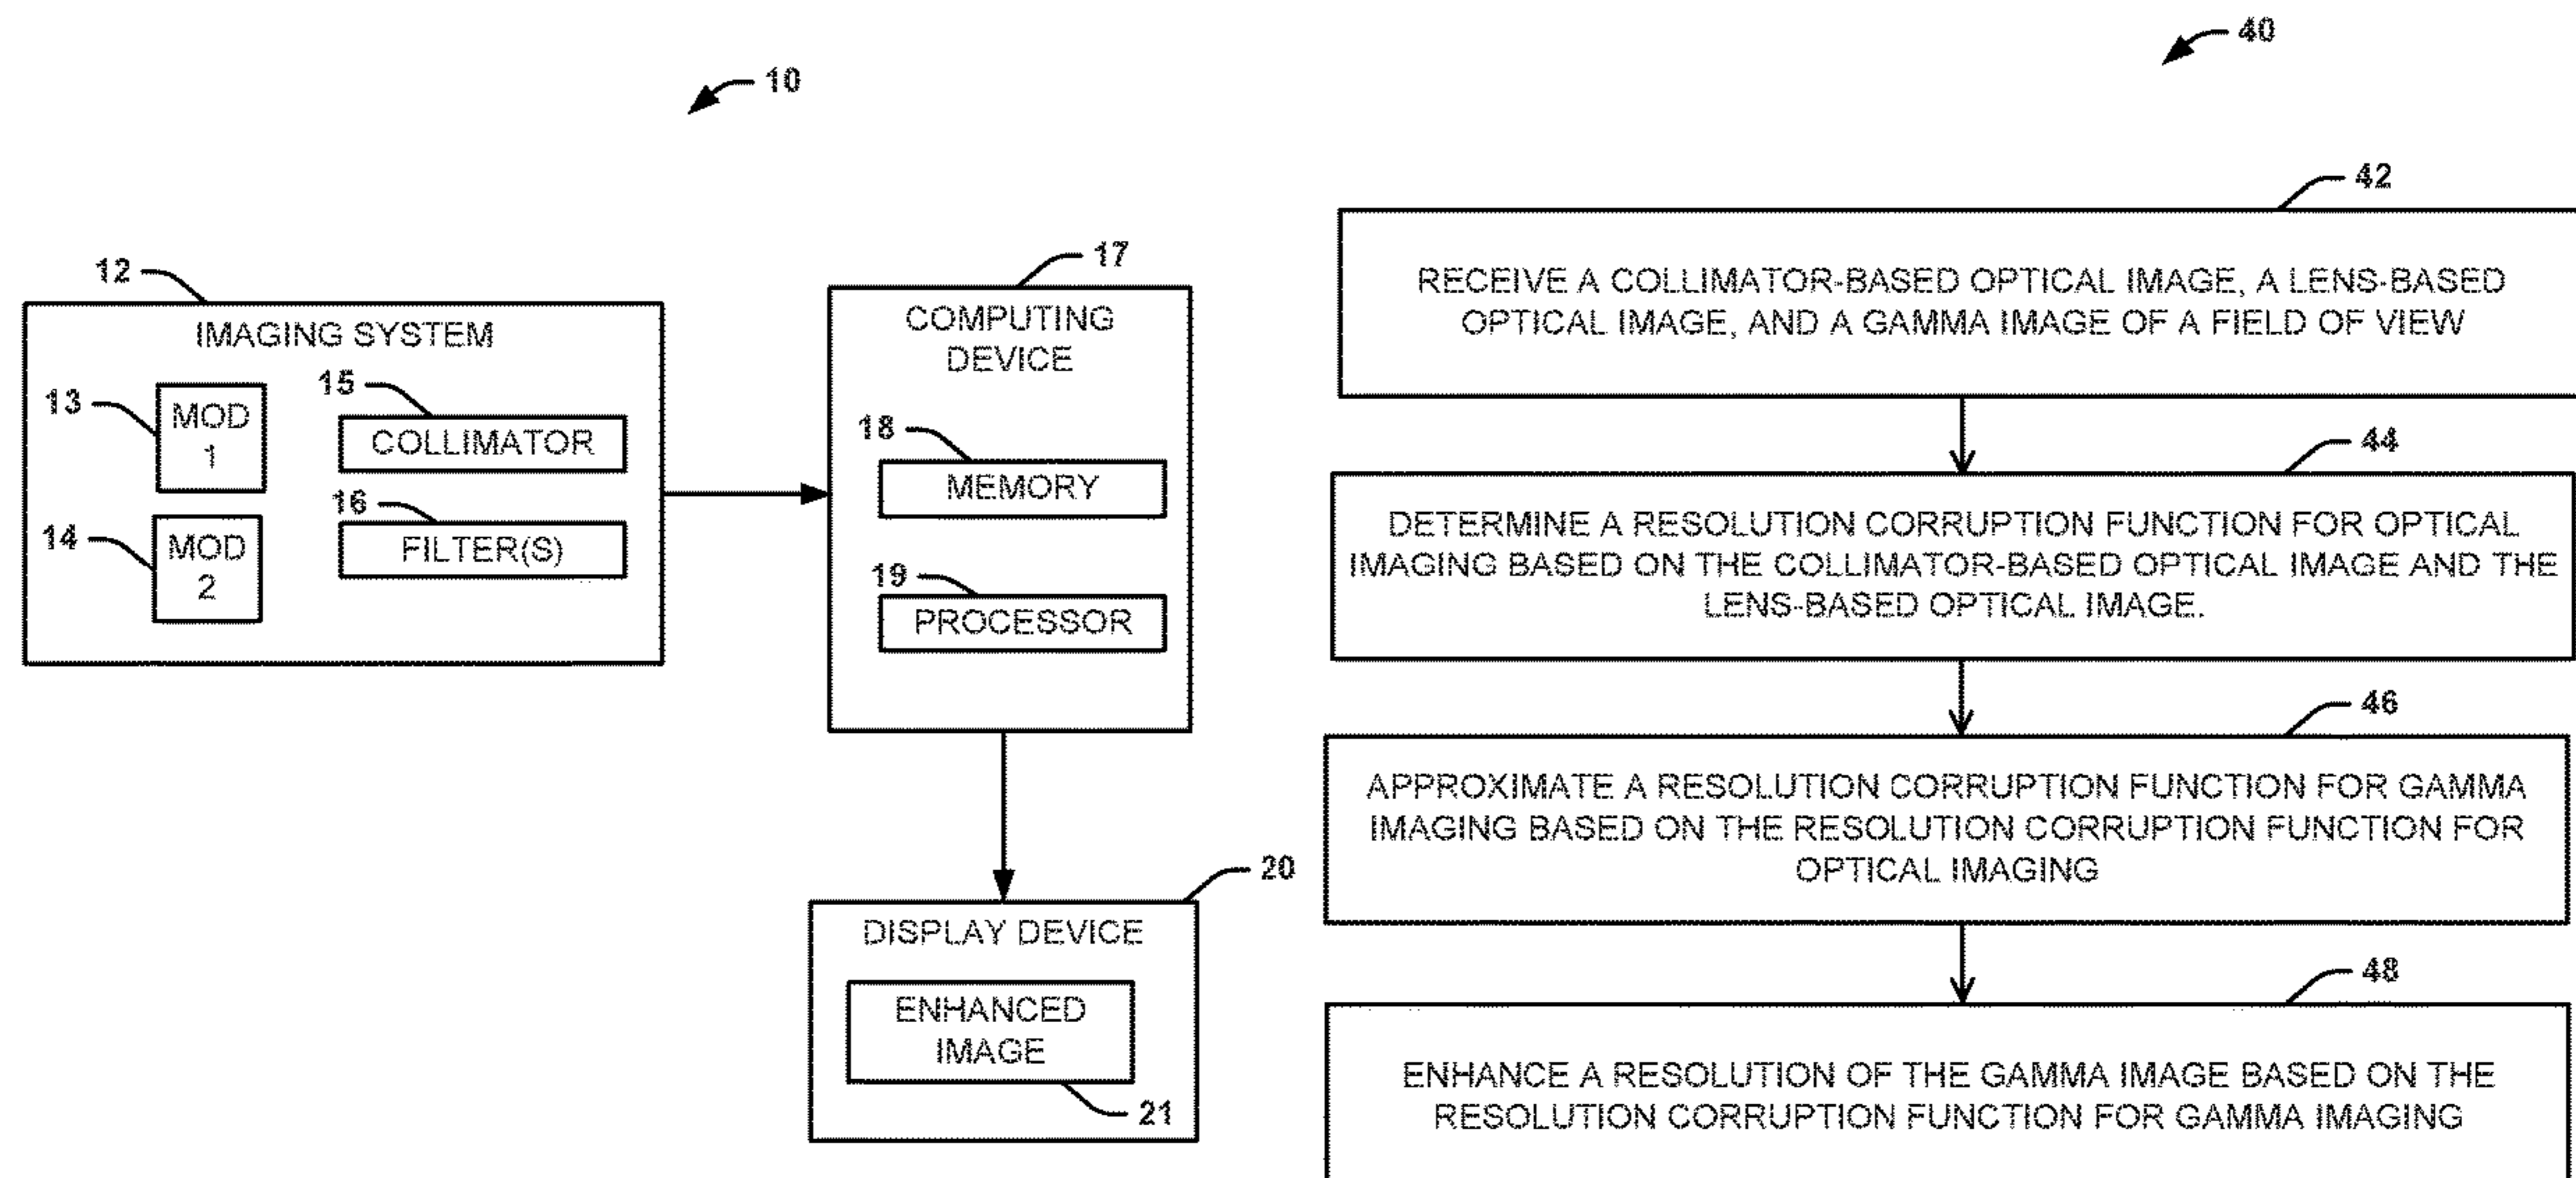 10
12
IMAGING SYSTEM
13
MOD
1
14
MOD
2
15
COLLIMATOR
16
FILTER(S)
17
COMPUTING
DEVICE
18
MEMORY
19
PROCESSOR
20
DISPLAY DEVICE
ENHANCED
IMAGE
21
40
42
RECEIVE A COLLIMATOR-BASED OPTICAL IMAGE, A LENS-BASED
OPTICAL IMAGE, AND A GAMMA IMAGE OF A FIELD OF VIEW
44
DETERMINE A RESOLUTION CORRUPTION FUNCTION FOR OPTICAL
IMAGING BASED ON THE COLLIMATOR-BASED OPTICAL IMAGE AND THE
LENS-BASED OPTICAL IMAGE.
46
APPROXIMATE A RESOLUTION CORRUPTION FUNCTION FOR GAMMA
IMAGING BASED ON THE RESOLUTION CORRUPTION FUNCTION FOR
OPTICAL IMAGING
48
ENHANCE A RESOLUTION OF THE GAMMA IMAGE BASED ON THE
RESOLUTION CORRUPTION FUNCTION FOR GAMMA IMAGING